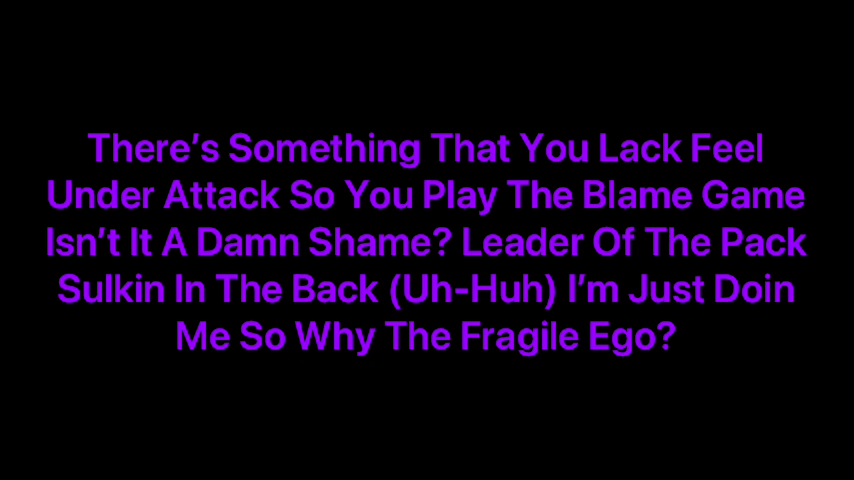 There’s Something That You Lack Feel
Under Attack So You Play The Blame Game
Isn’t It A Damn Shame? Leader Of The Pack
Sulkin In The Back (Uh-Huh) I’m Just Doin
Me So Why The Fragile Ego?